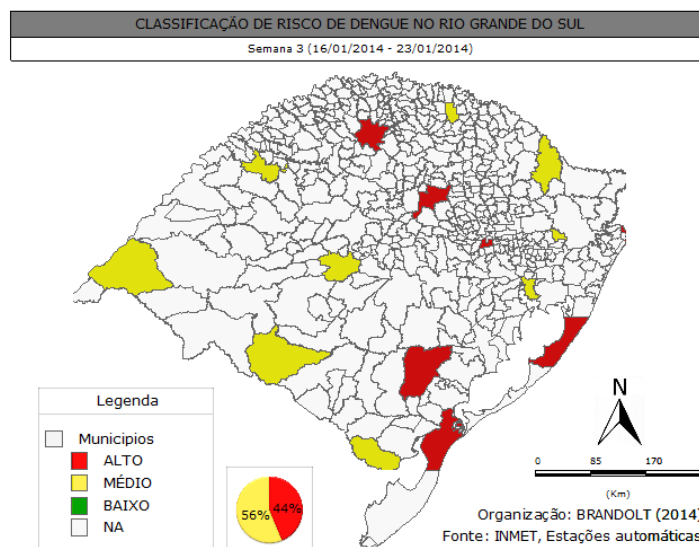 CLASSIFICAÇÃO DE RISCO DE DENGUE NO RIO GRANDE DO SUL
Semana 3 (16/01/2014 - 23/01/2014)
Legenda
Municipios
ALTO
MÉDIO
BAIXO
NA
56% 44%
N
0 85 170
(Km)
Organização: BRANDOLT (2014)
Fonte: INMET, Estações automáticas